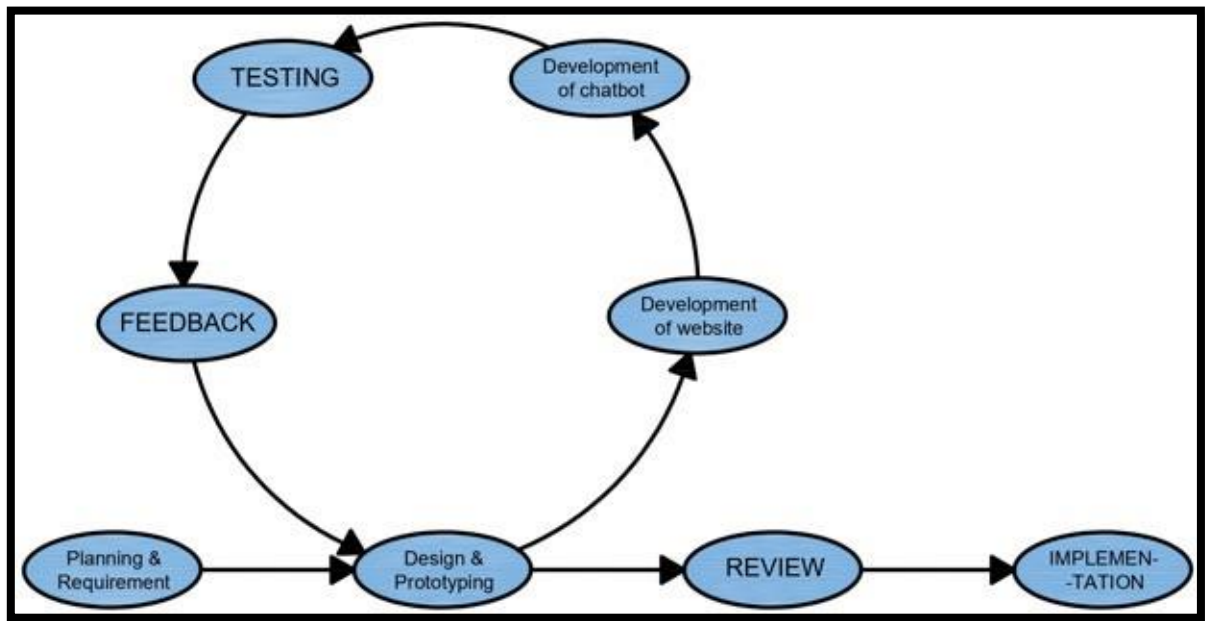 TESTING
Development
of chatbot
FEEDBACK
Development
of website
Planning &
Requirement
Design &
Prototyping
REVIEW
IMPLEMEN-
-TATION